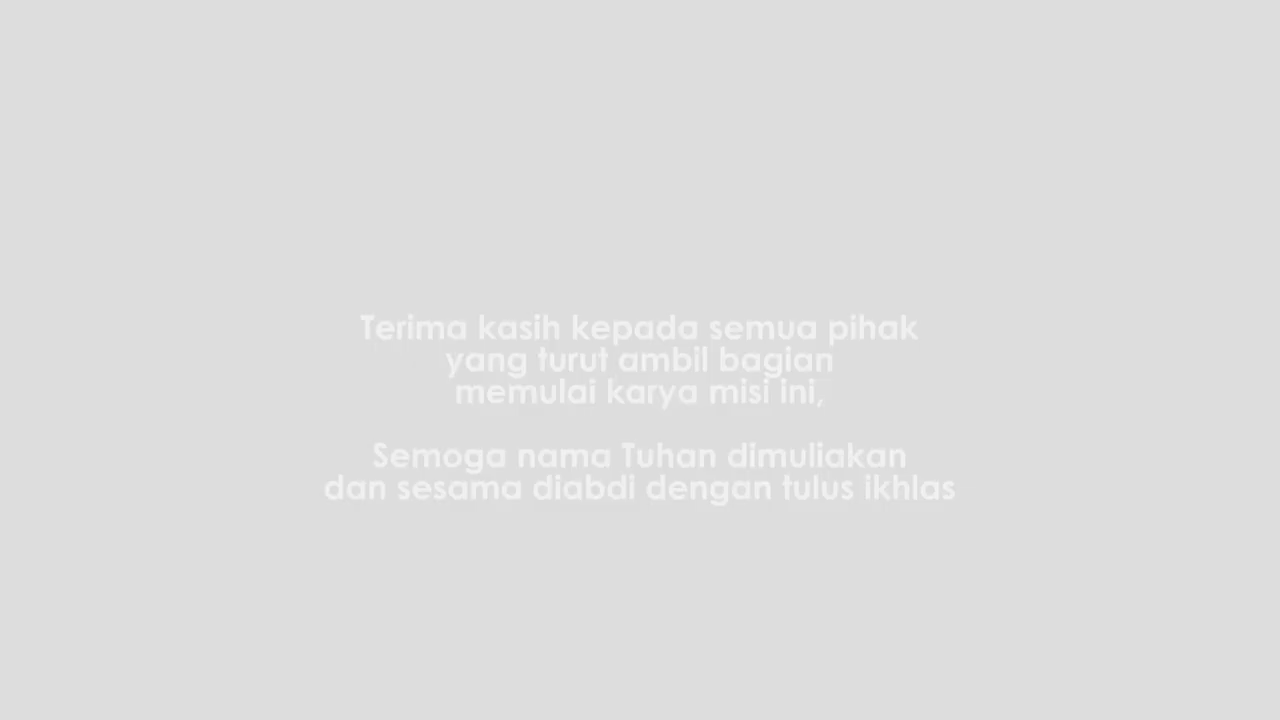 Terima kasih kepada semua pihak
yang turut ambil bagian
memulai karya misi ini,
Semoga nama Tuhan dimuliakan
dan sesama diabdi dengan tulus ikhlas